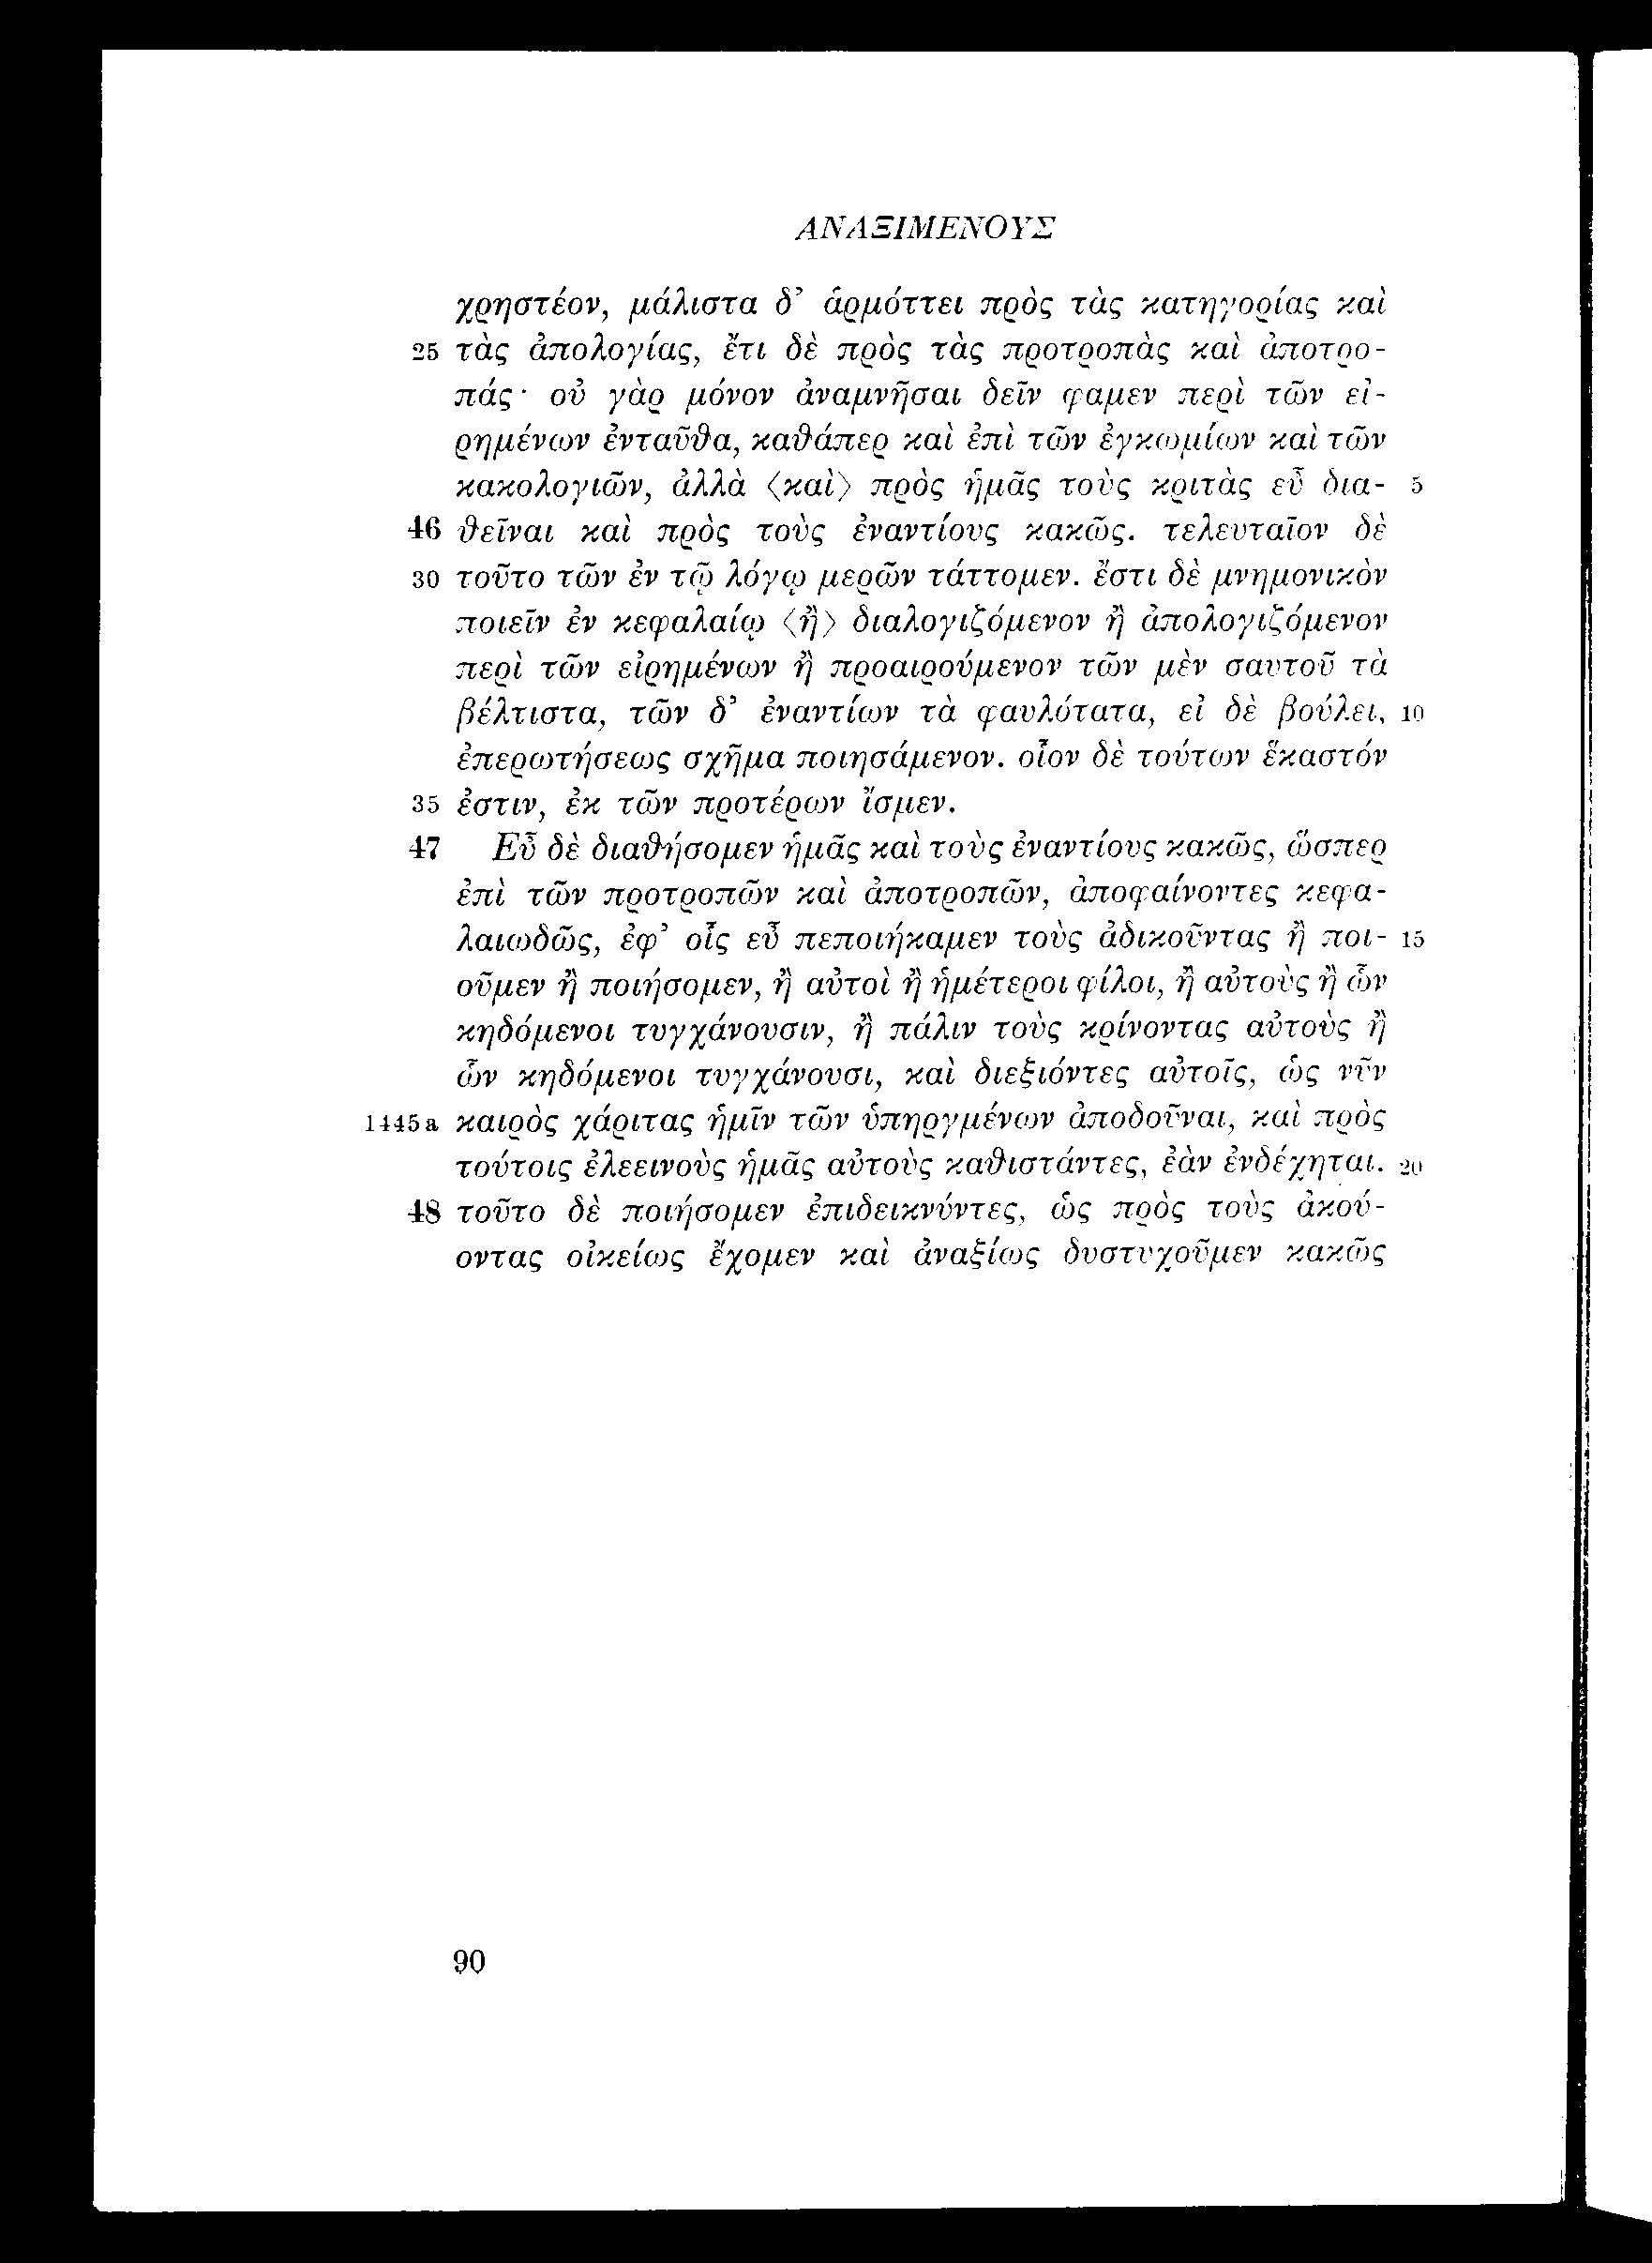 ΑΝΑΞΙΜΕΝΟΥΣ
χρηστέον, μάλιστα δ’ ἁρμόττει πρὸς τὰς κατηγορίας καὶ
25 τὰς ἀπολογίας, ἔτι δὲ πρὸς τὰς προτροπὰς καὶ ἀποτρο-
πάς· οὐ γὰρ μόνον ἀναμνῆσαι δεῖν φαμεν περὶ τῶν εἰ-
ρημένων ἐνταῦθα, καθάπερ καὶ ἐπὶ τῶν ἐγκωμίων καὶ τῶν
κακολογιῶν, ἀλλὰ ⟨καὶ⟩ πρὸς ἡμᾶς τοὺς κριτὰς εὖ δια- 5
46 θεῖναι καὶ πρὸς τοὺς ἐναντίους κακῶς. τελευταῖον δὲ
30 τοῦτο τῶν ἐν τῷ λόγῳ μερῶν τάττομεν. ἔστι δὲ μνημονικὸν
ποιεῖν ἐν κεφαλαίῳ ⟨ἢ⟩ διαλογιζόμενον ἢ ἀπολογιζόμενον
περὶ τῶν εἰρημένων ἢ προαιρούμενον τῶν μὲν σαυτοῦ τὰ
βέλτιστα, τῶν δ’ ἐναντίων τὰ φαυλότατα, εἰ δὲ βούλει, 10
ἐπερωτήσεως σχῆμα ποιησάμενον. οἷον δὲ τούτων ἕκαστόν
35 ἐστιν, ἐκ τῶν προτέρων ἴσμεν.
47 Εὖ δὲ διαθήσομεν ἡμᾶς καὶ τοὺς ἐναντίους κακῶς, ὥσπερ
ἐπὶ τῶν προτροπῶν καὶ ἀποτροπῶν, ἀποφαίνοντες κεφα-
λαιωδῶς, ἐφ’ οἷς εὖ πεποιήκαμεν τοὺς ἀδικοῦντας ἢ ποι- 15
οῦμεν ἢ ποιήσομεν, ἢ αὐτοὶ ἢ ἡμέτεροι φίλοι, ἢ αὐτοὺς ἢ ὧν
κηδόμενοι τυγχάνουσιν, ἢ πάλιν τοὺς κρίνοντας αὐτοὺς ἢ
ὧν κηδόμενοι τυγχάνουσι, καὶ διεξιόντες αὐτοῖς, ὡς νῦν
1445a καιρὸς χάριτας ἡμῖν τῶν ὑπηργμένων ἀποδοῦναι, καὶ πρὸς
τούτοις ἐλεεινοὺς ἡμᾶς αὐτοὺς καθιστάντες, ἐὰν ἐνδέχηται. 20
48 τοῦτο δὲ ποιήσομεν ἐπιδεικνύντες, ὡς πρὸς τοὺς ἀκού-
οντας οἰκείως ἔχομεν καὶ ἀναξίως δυστυχοῦμεν κακῶς
90